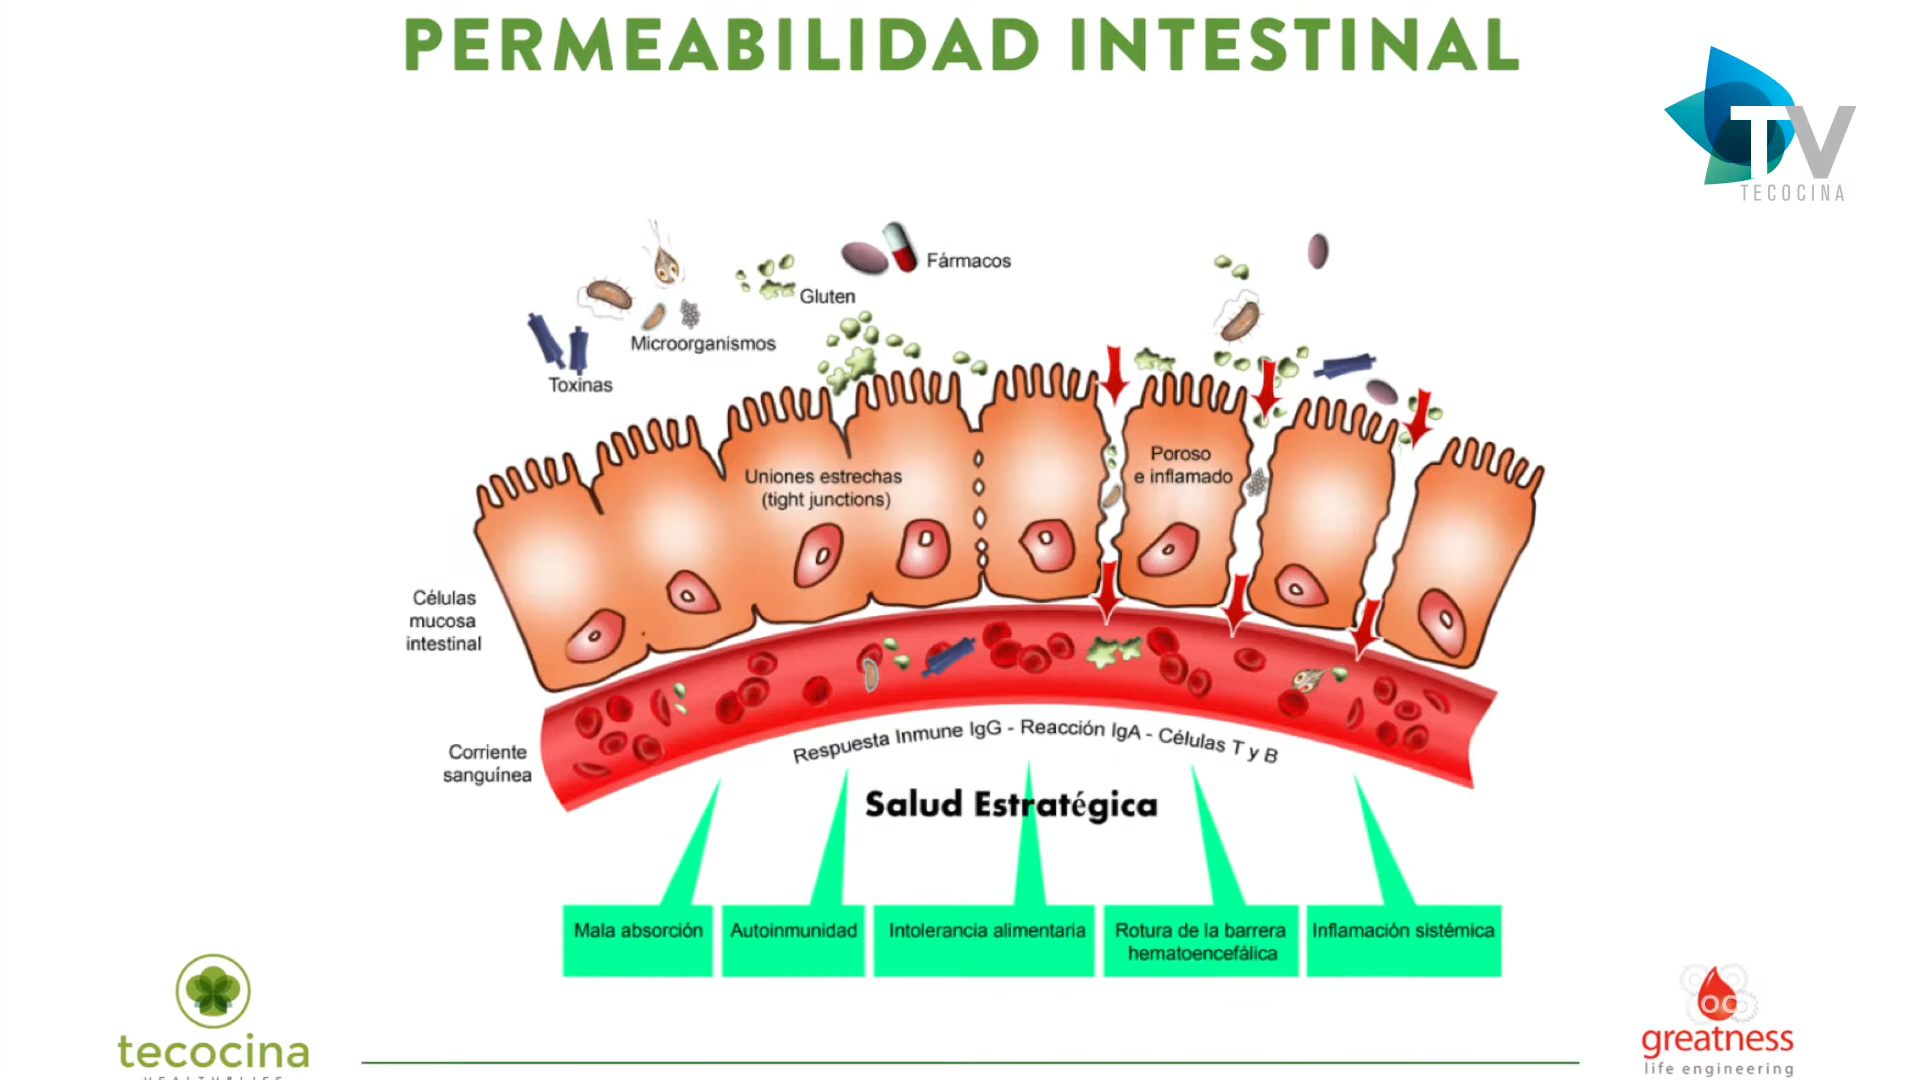 PERMEABILIDAD INTESTINAL
TV
TECOCINA
Fármacos
Gluten
Microorganismos
Toxinas
Uniones estrechas
(tight junctions)
Poroso
e inflamado
Células
mucosa
intestinal
Corriente
sanguínea
Respuesta Inmune IgG - Reacción IgA - Células T y B
Salud Estratégica
Mala absorción
Autoinmunidad
Intolerancia alimentaria
Rotura de la barrera
hematoencefálica
Inflamación sistémica
tecocina
HEALTH&LIFE
greatness
life engineering